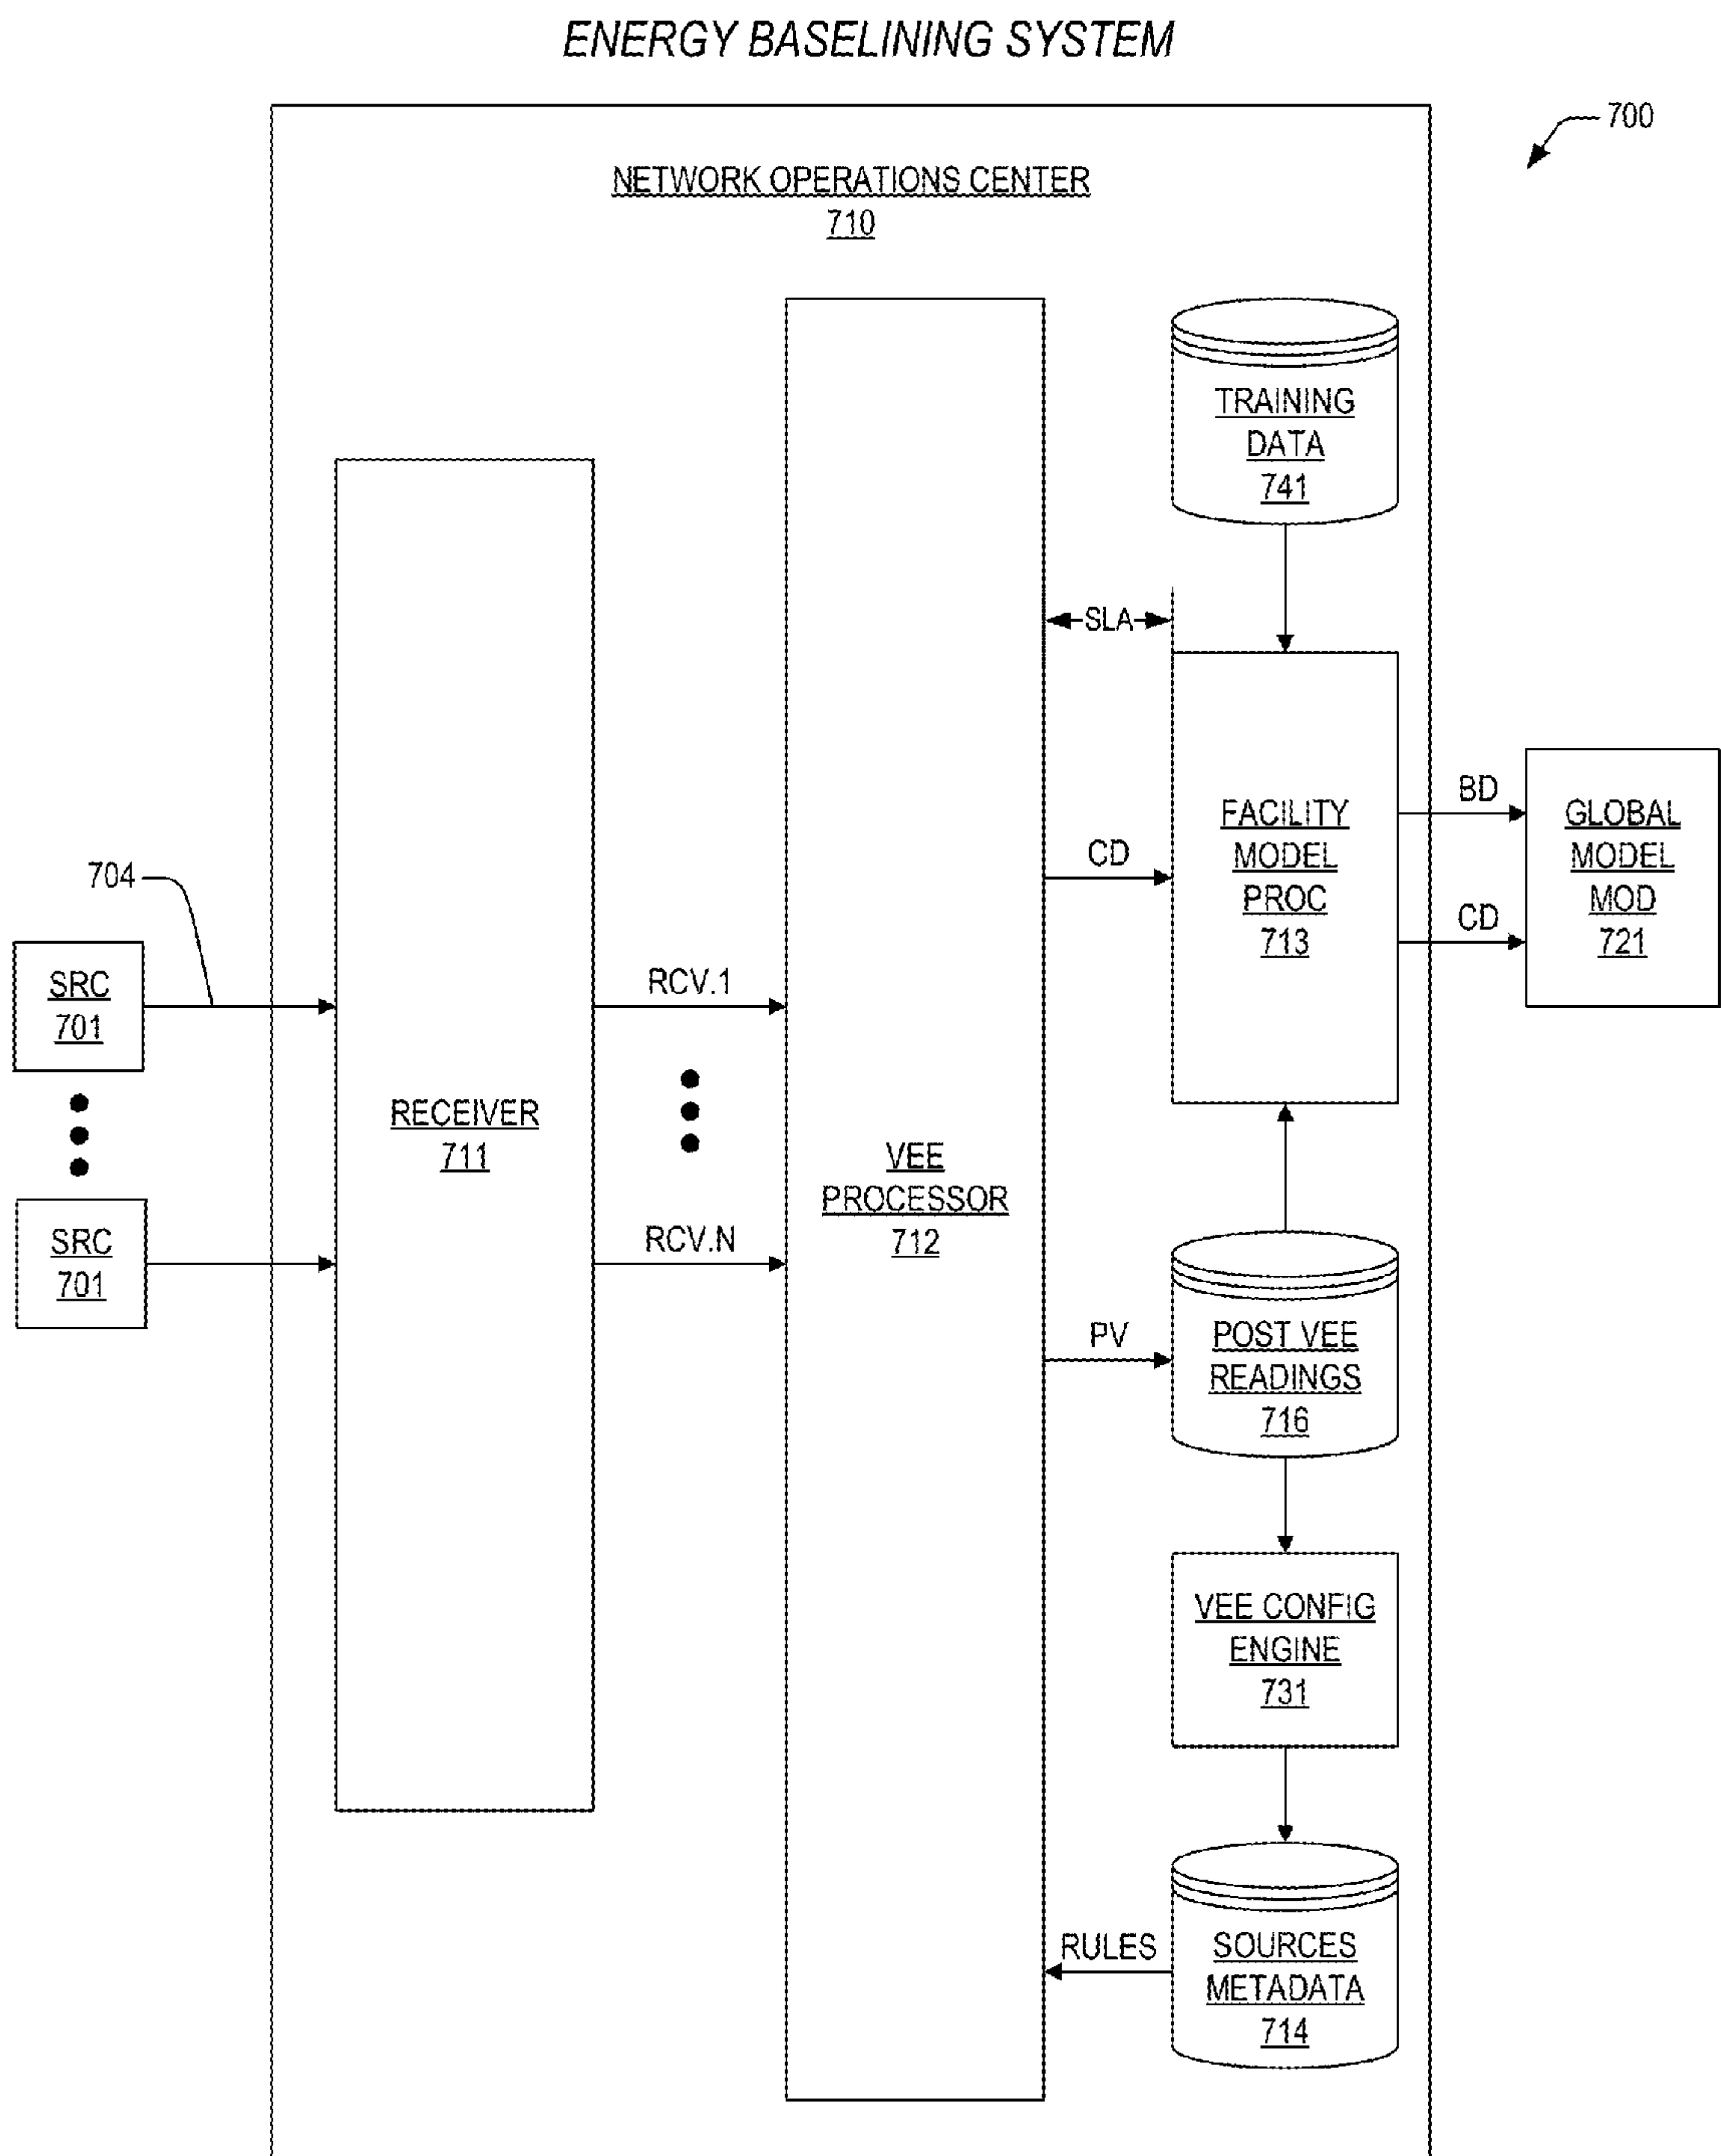 ENERGY BASELINING SYSTEM
700
NETWORK OPERATIONS CENTER
710
TRAINING
DATA
741
SLA
FACILITY
MODEL
PROC
713
BD
CD
GLOBAL
MODEL
MOD
721
CD
704
SRC
701
RCV.1
RECEIVER
711
VEE
PROCESSOR
712
SRC
701
RCV.N
PV
POST VEE
READINGS
716
VEE CONFIG
ENGINE
731
RULES
SOURCES
METADATA
714